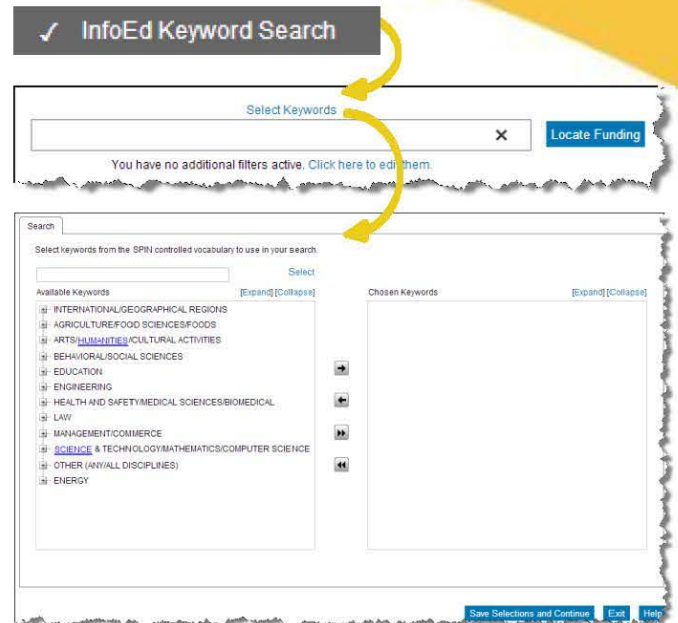 ✓ InfoEd Keyword Search
Select Keywords
× Locate Funding
You have no additional filters active. Click here to edit them.
Search
Select keywords from the SPIN controlled vocabulary to use in your search.
Select
Available Keywords [Expand] [Collapse] Chosen Keywords [Expand] [Collapse]
INTERNATIONAL/GEOGRAPHICAL REGIONS
AGRICULTURE/FOOD SCIENCES/FOODS
ARTS/HUMANITIES/CULTURAL ACTIVITIES
BEHAVIORAL/SOCIAL SCIENCES
EDUCATION
ENGINEERING
HEALTH AND SAFETY/MEDICAL SCIENCES/BIOMEDICAL
LAW
MANAGEMENT/COMMERCE
SCIENCE & TECHNOLOGY/MATHEMATICS/COMPUTER SCIENCE
OTHER (ANY/ALL DISCIPLINES)
ENERGY
Save Selections and Continue Exit Help